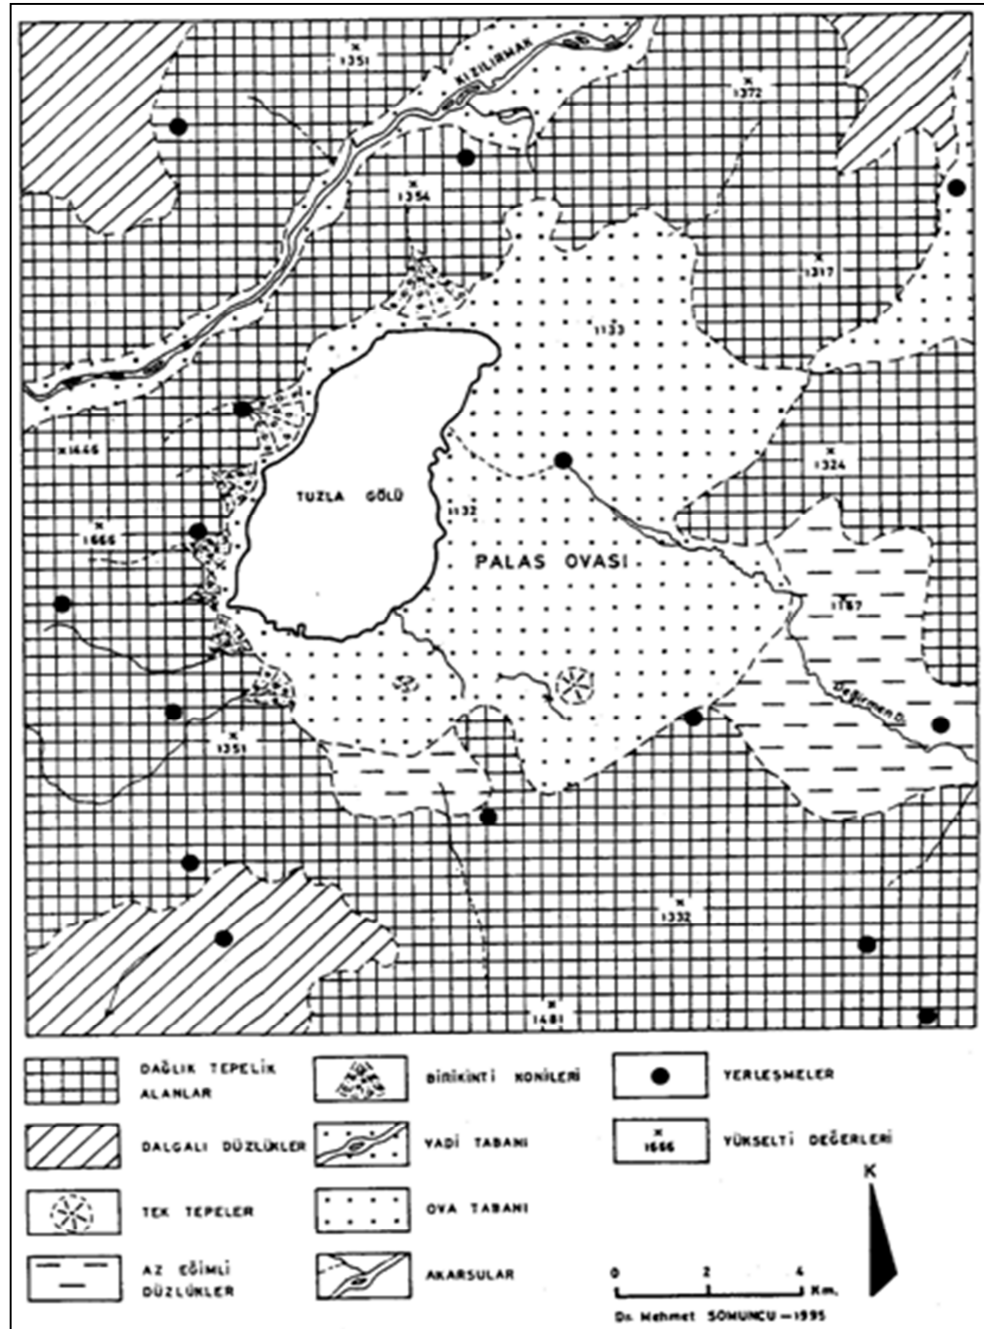 1351
KIZILIRMAK
1372
1354
1317
1133
1446
1324
TUZLA GÖLÜ
1132
1666
PALAS OVASI
1167
Değirmen D.
1351
1332
1481
DAĞLIK TEPELİK
ALANLAR
BİRİKİNTİ KONİLERİ
YERLEŞMELER
DALGALI DÜZLÜKLER
VADİ TABANI
1666
YÜKSELTİ DEĞERLERİ
K
TEK TEPELER
OVA TABANI
AZ EĞİMLİ
DÜZLÜKLER
AKARSULAR
0 2 4
Km.
Dr. Mehmet SOMUNCU—1995